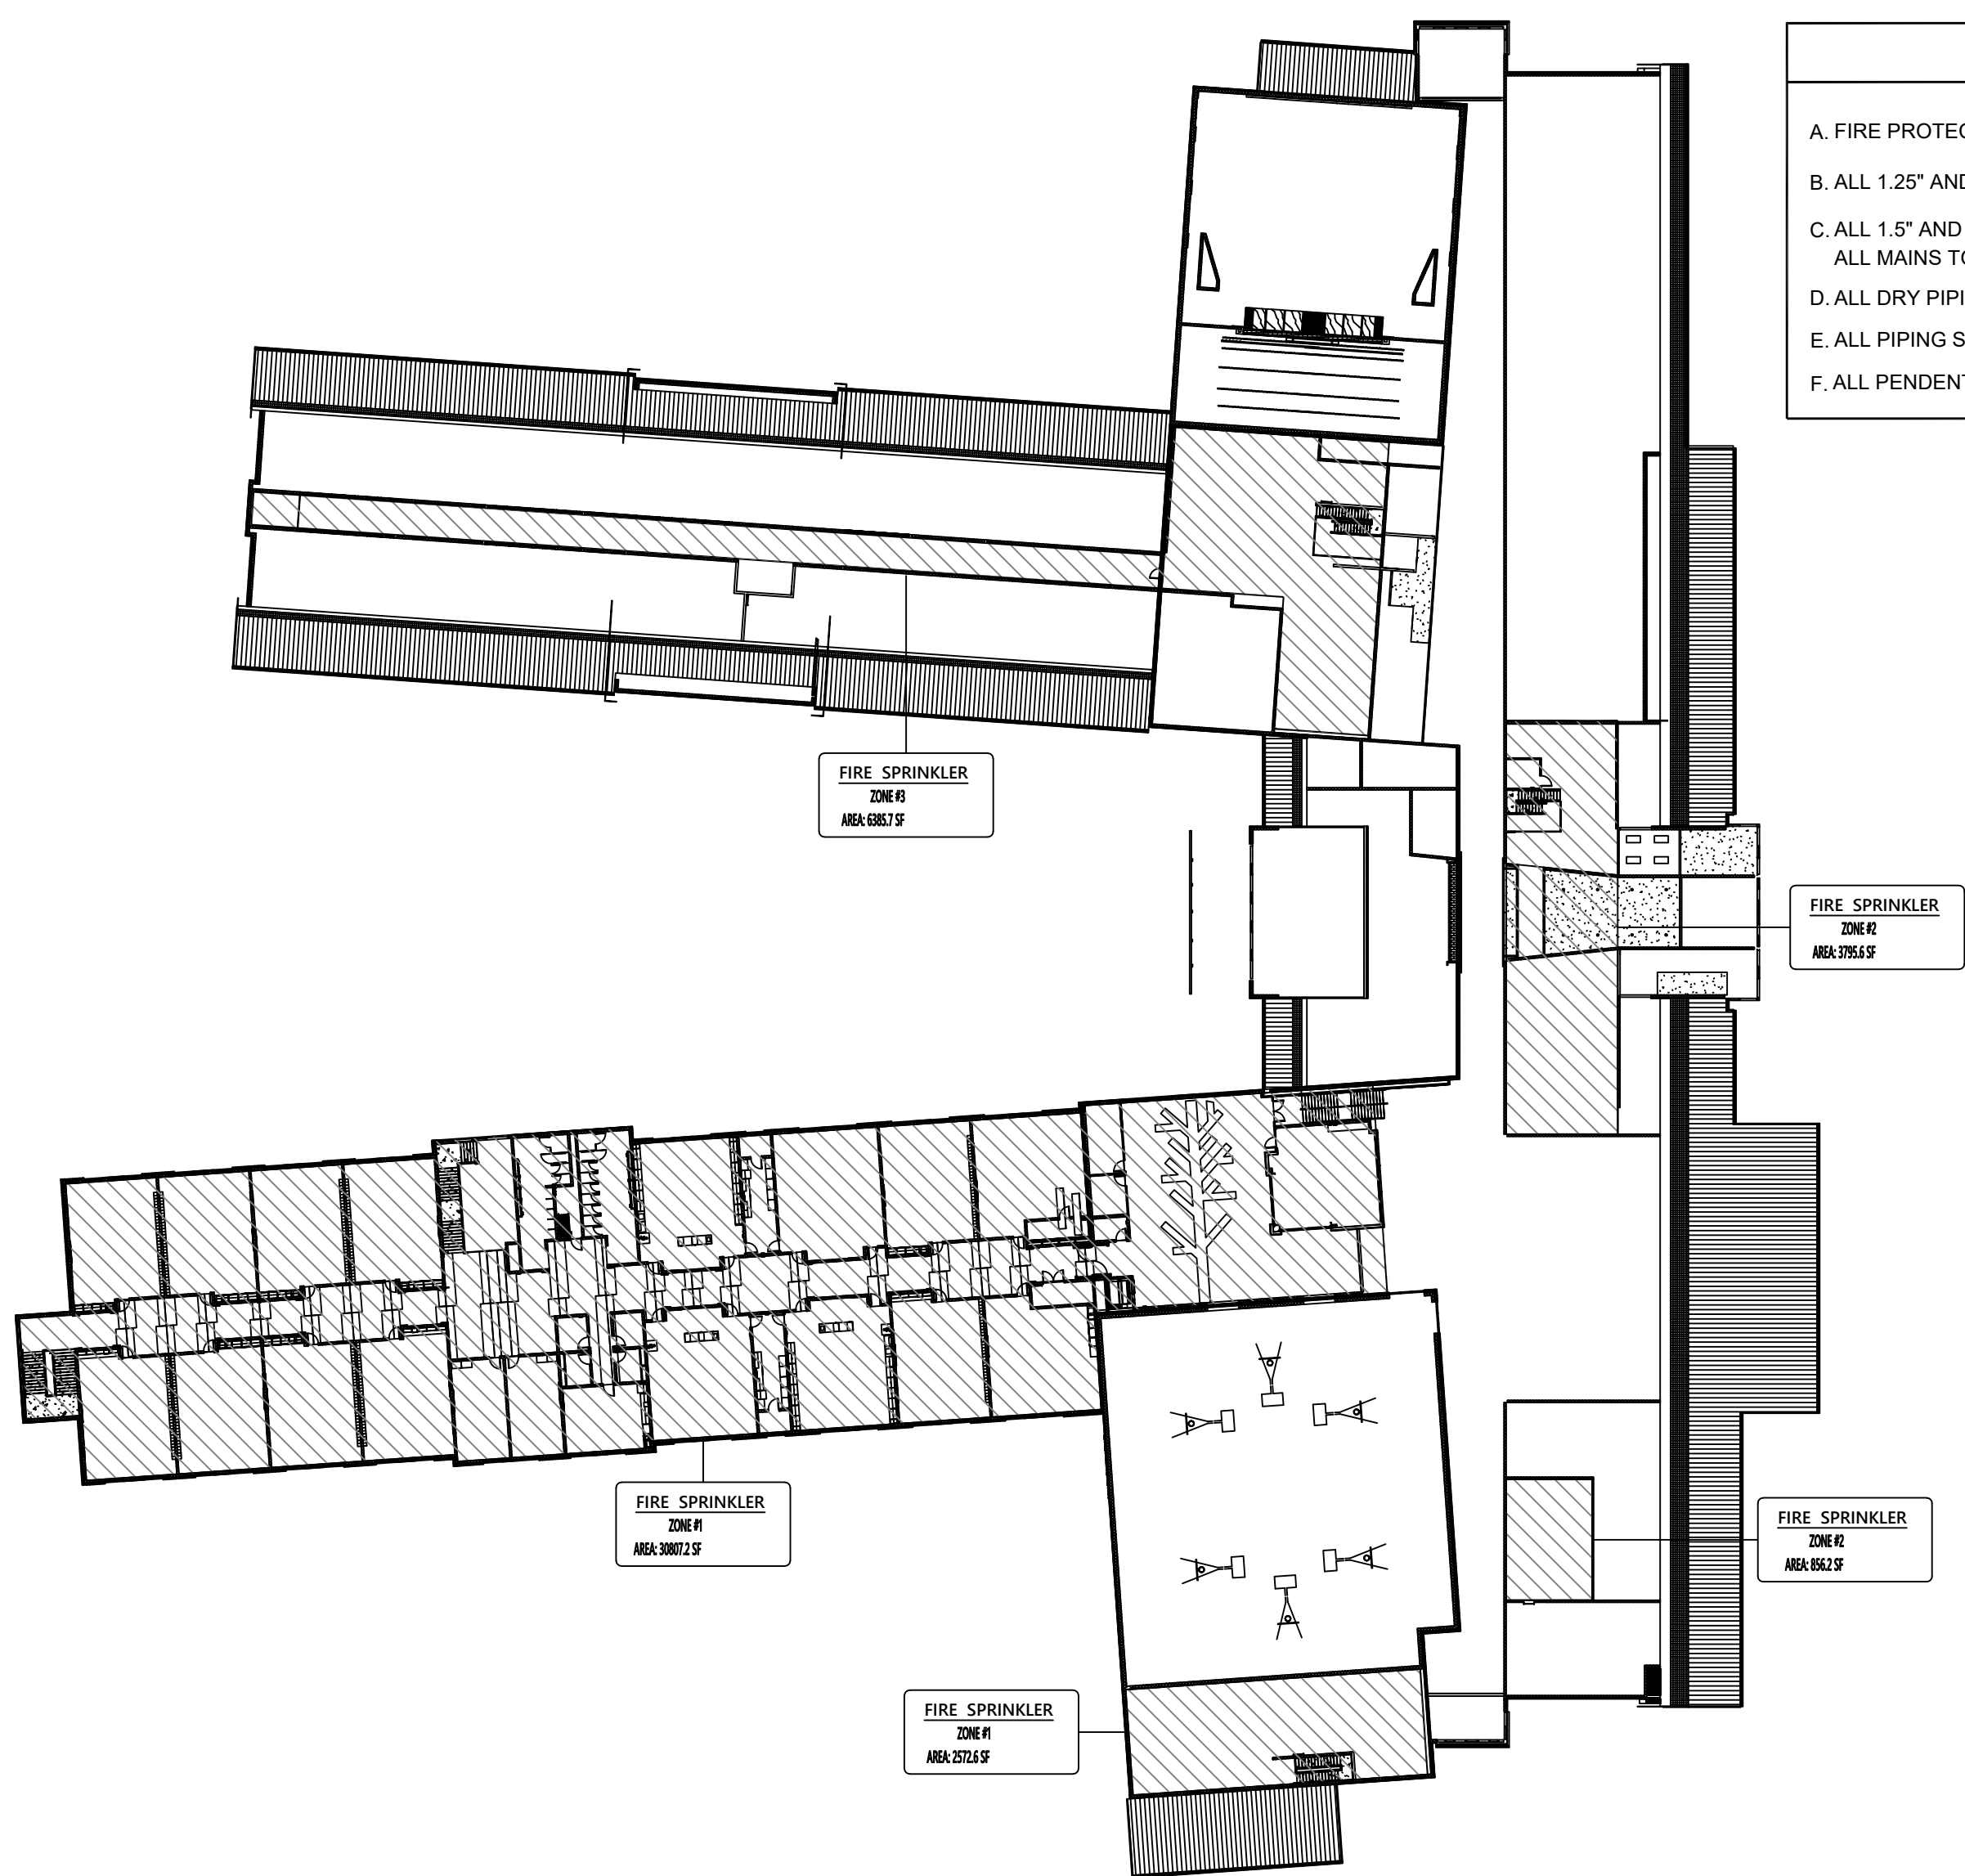 A. FIRE PROTEC
B. ALL 1.25" AND
C. ALL 1.5" AND
ALL MAINS TO
D. ALL DRY PIPI
E. ALL PIPING S
F. ALL PENDENT
FIRE SPRINKLER
ZONE #3
AREA: 6385.7 SF
FIRE SPRINKLER
ZONE #2
AREA: 3795.6 SF
FIRE SPRINKLER
ZONE #1
AREA: 30807.2 SF
FIRE SPRINKLER
ZONE #2
AREA: 856.2 SF
FIRE SPRINKLER
ZONE #1
AREA: 2572.6 SF